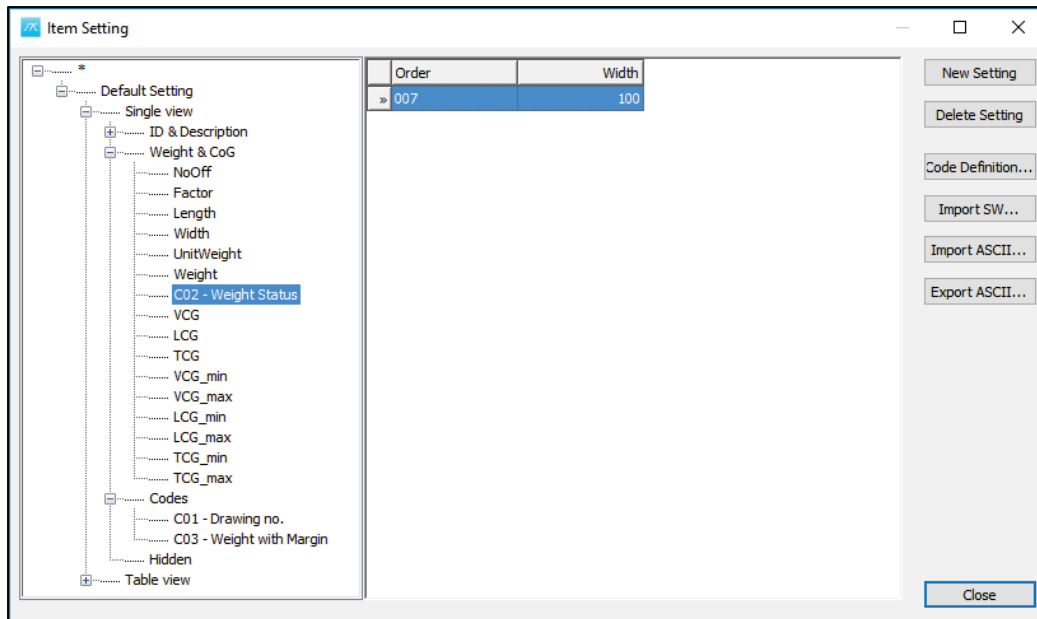 Item Setting
*
Default Setting
Single view
ID & Description
Weight & CoG
NoOff
Factor
Length
Width
UnitWeight
Weight
C02 - Weight Status
VCG
LCG
TCG
VCG_min
VCG_max
LCG_min
LCG_max
TCG_min
TCG_max
Codes
C01 - Drawing no.
C03 - Weight with Margin
Hidden
Table view
Order Width
» 007 100
New Setting
Delete Setting
Code Definition...
Import SW...
Import ASCII...
Export ASCII...
Close